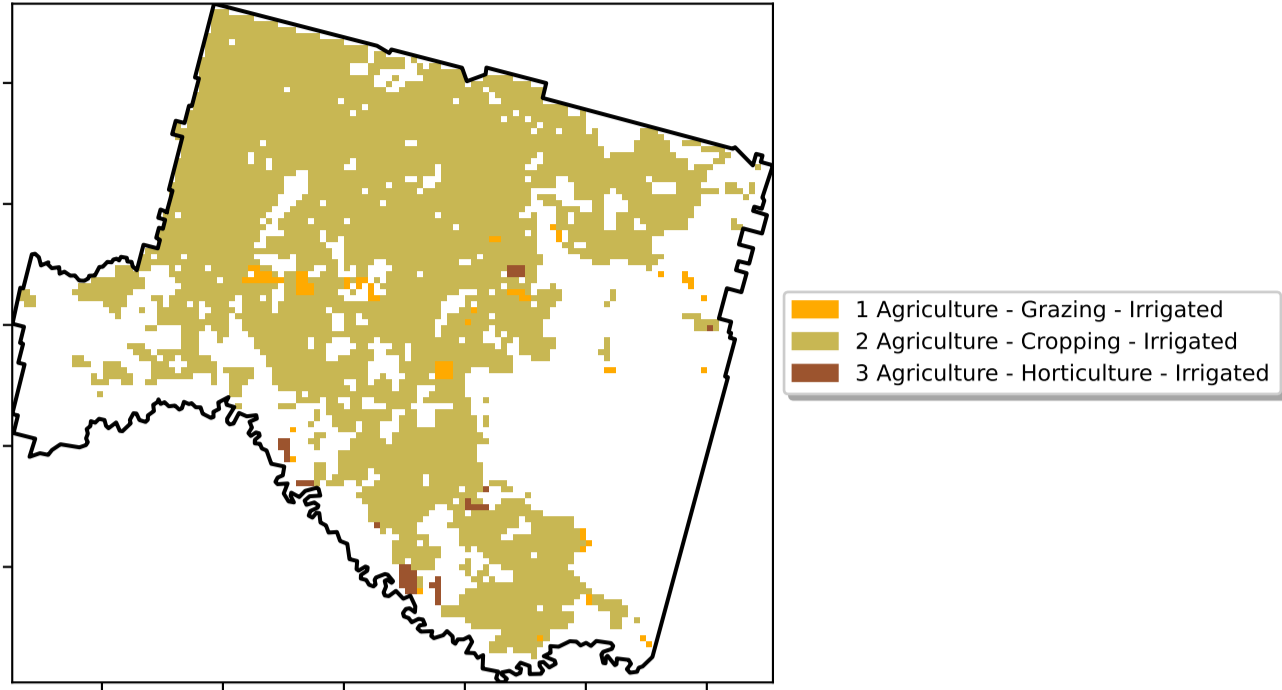 1 Agriculture - Grazing - Irrigated
2 Agriculture - Cropping - Irrigated
3 Agriculture - Horticulture - Irrigated